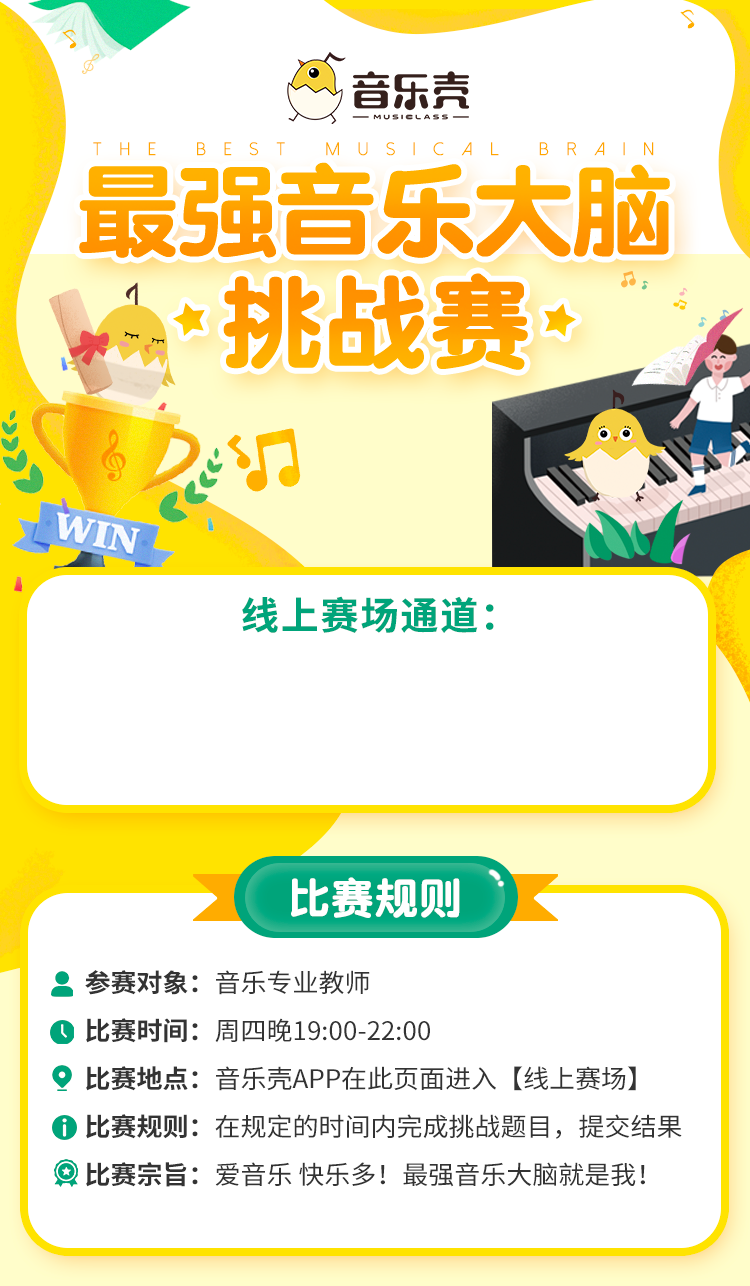 音乐壳
MUSICLASS
THE BEST MUSICAL BRAIN
最强音乐大脑
挑战赛
WIN
线上赛场通道：
比赛规则
参赛对象：音乐专业教师
比赛时间：周四晚19:00-22:00
比赛地点：音乐壳APP在此页面进入【线上赛场】
比赛规则：在规定的时间内完成挑战题目，提交结果
比赛宗旨：爱音乐 快乐多！最强音乐大脑就是我！